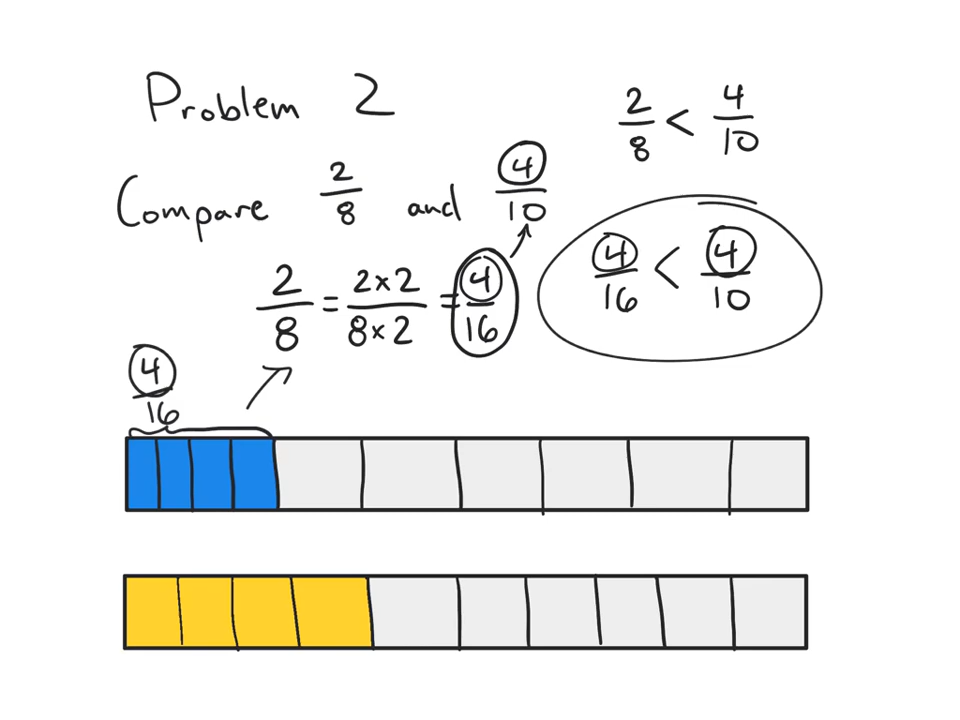 Problem 2
2/8 < 4/10
Compare 2/8 and 4/10
4/16 < 4/10
2/8 = 2×2/8×2 = 4/16
4/16